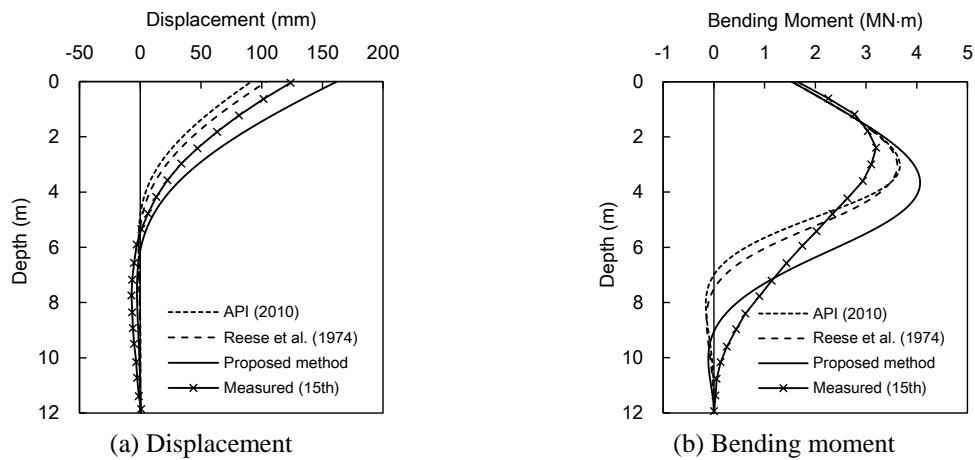 Displacement (mm)
-50 0 50 100 150 200
0
2
4
6
8
10
12
Depth (m)
API (2010)
Reese et al. (1974)
Proposed method
Measured (15th)
(a) Displacement
Bending Moment (MN·m)
-1 0 1 2 3 4 5
0
2
4
6
8
10
12
Depth (m)
API (2010)
Reese et al. (1974)
Proposed method
Measured (15th)
(b) Bending moment